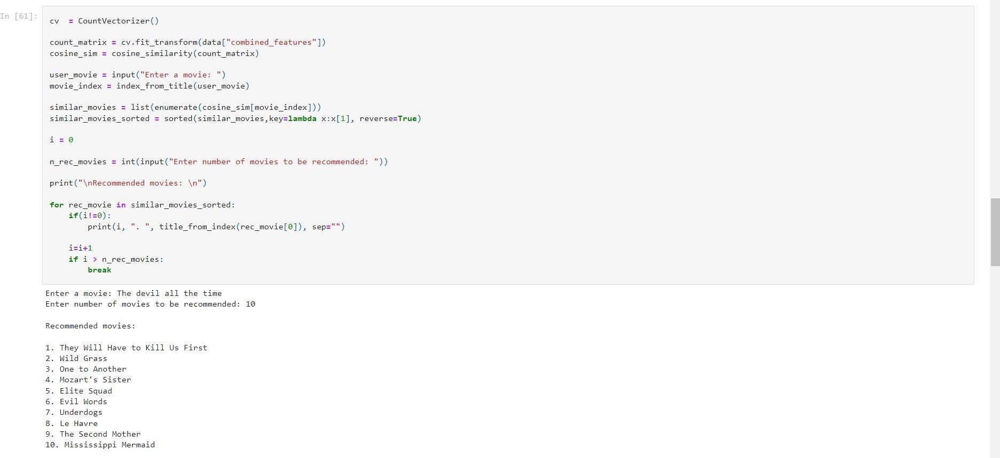 In [61]:
cv  = CountVectorizer()
count_matrix = cv.fit_transform(data["combined_features"])
cosine_sim = cosine_similarity(count_matrix)
user_movie = input("Enter a movie: ")
movie_index = index_from_title(user_movie)
similar_movies = list(enumerate(cosine_sim[movie_index]))
similar_movies_sorted = sorted(similar_movies,key=lambda x:x[1], reverse=True)
i = 0
n_rec_movies = int(input("Enter number of movies to be recommended: "))
print("\nRecommended movies: \n")
for rec_movie in similar_movies_sorted:
    if(i!=0):
        print(i, ". ", title_from_index(rec_movie[0]), sep="")
    i=i+1
    if i > n_rec_movies:
        break
Enter a movie: The devil all the time
Enter number of movies to be recommended: 10
Recommended movies:
1. They Will Have to Kill Us First
2. Wild Grass
3. One to Another
4. Mozart's Sister
5. Elite Squad
6. Evil Words
7. Underdogs
8. Le Havre
9. The Second Mother
10. Mississippi Mermaid